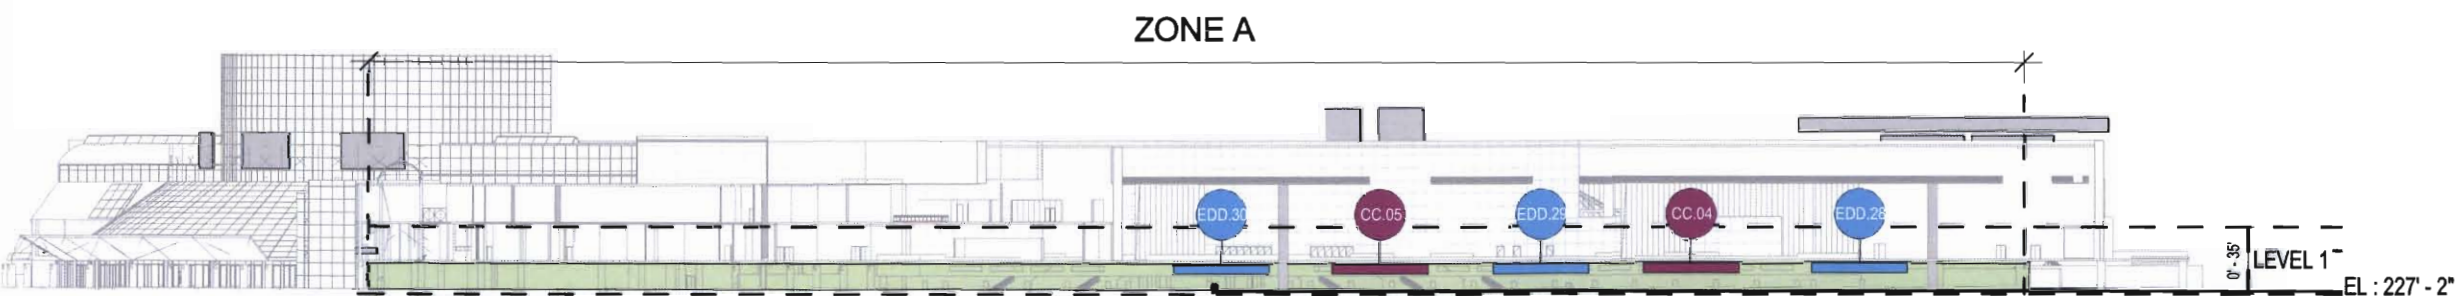 ZONE A
EDD.30
CC.05
EDD.29
CC.04
EDD.28
0' - 35'
LEVEL 1
EL : 227' - 2"